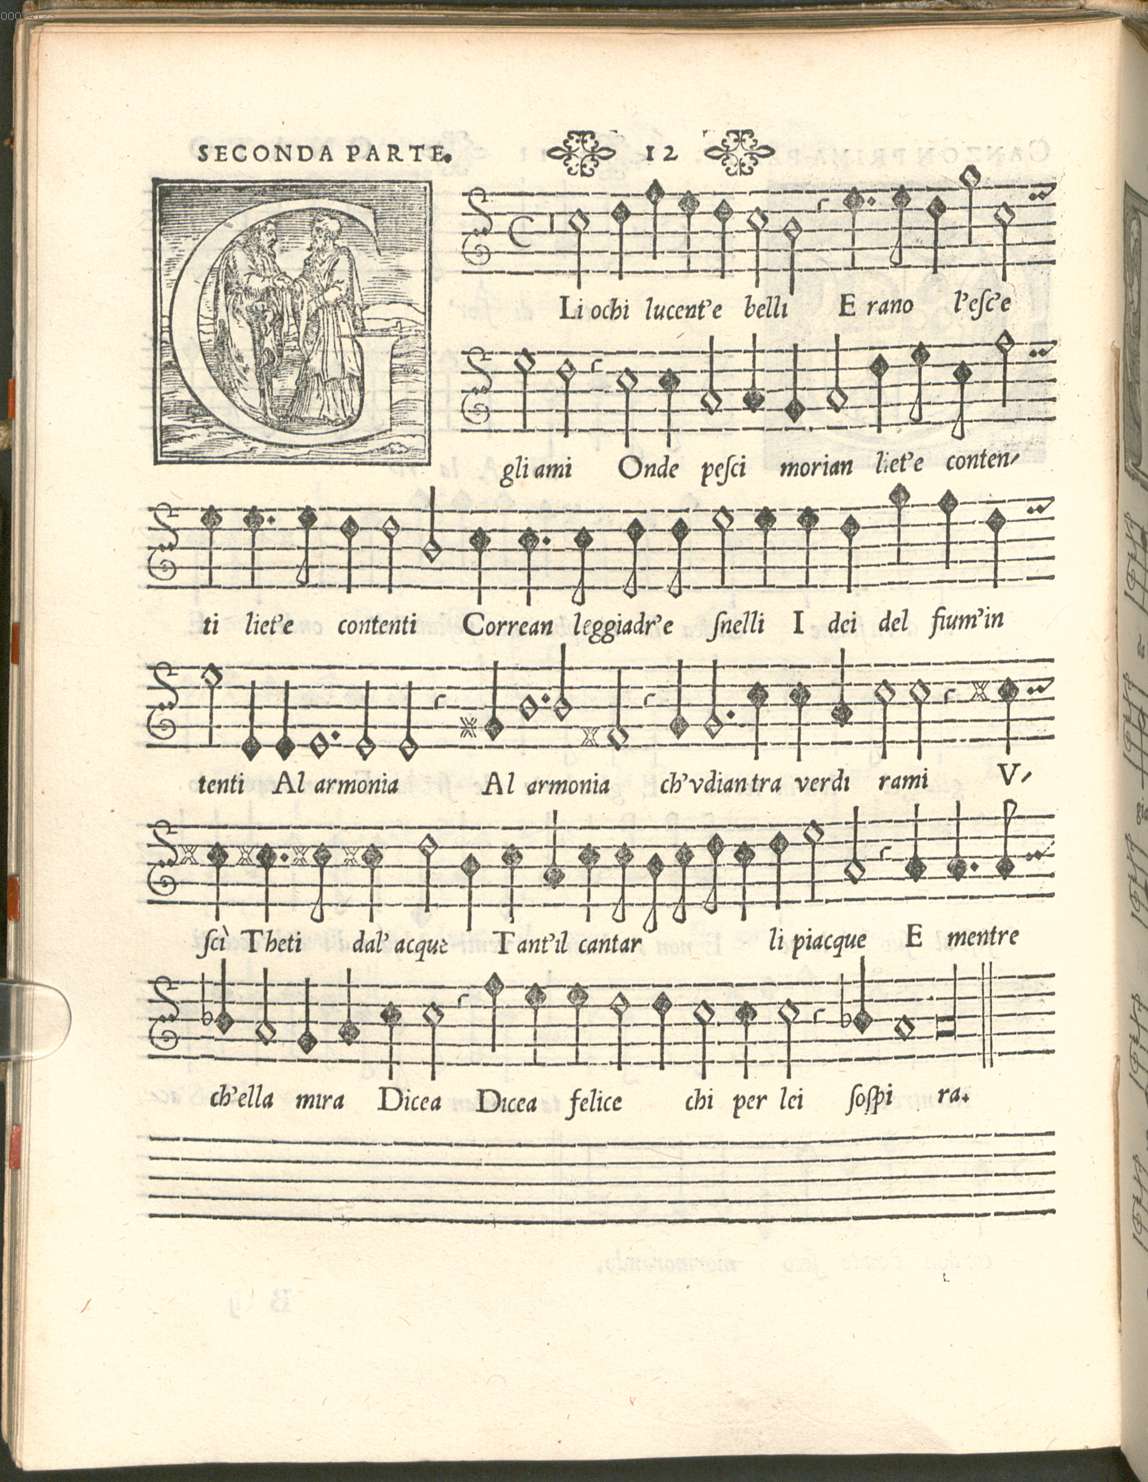 SECONDA PARTE. 12
G
Li ochi lucent'e belli E rano l'eſc'e
gli ami Onde peſci morian liet'e conten-
ti liet'e contenti Correan leggiadr'e ſnelli I dei del fium'in
tenti Al armonia Al armonia ch'vdian tra verdi rami V-
ſcì Theti dal'acque Tant'il cantar li piacque E mentre
ch'ella mira Dicea Dicea felice chi per lei ſoſpi ra.